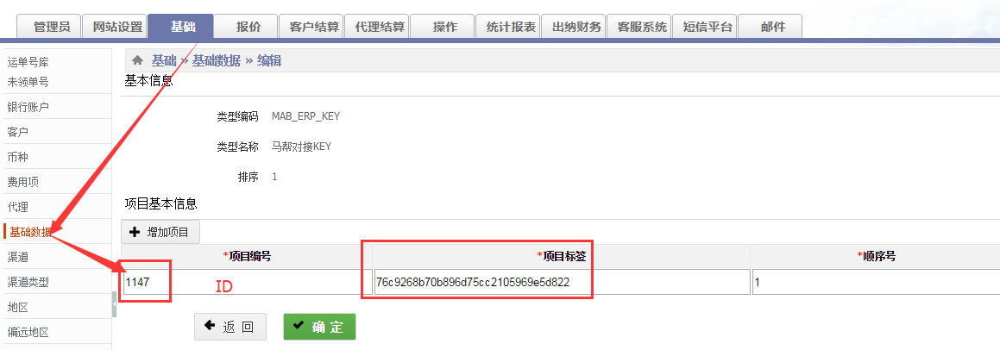 管理员 网站设置 基础 报价 客户结算 代理结算 操作 统计报表 出纳财务 客服系统 短信平台 邮件
运单号库
未领单号
银行账户
客户
币种
费用项
代理
基础数据
渠道
渠道类型
地区
偏远地区
基础 » 基础数据 » 编辑
基本信息
类型编码 MAB_ERP_KEY
类型名称 马帮对接KEY
排序 1
项目基本信息
增加项目
*项目编号 *项目标签 *顺序号
1147 ID 76c9268b70b896d75cc2105969e5d822 1
返 回 确 定